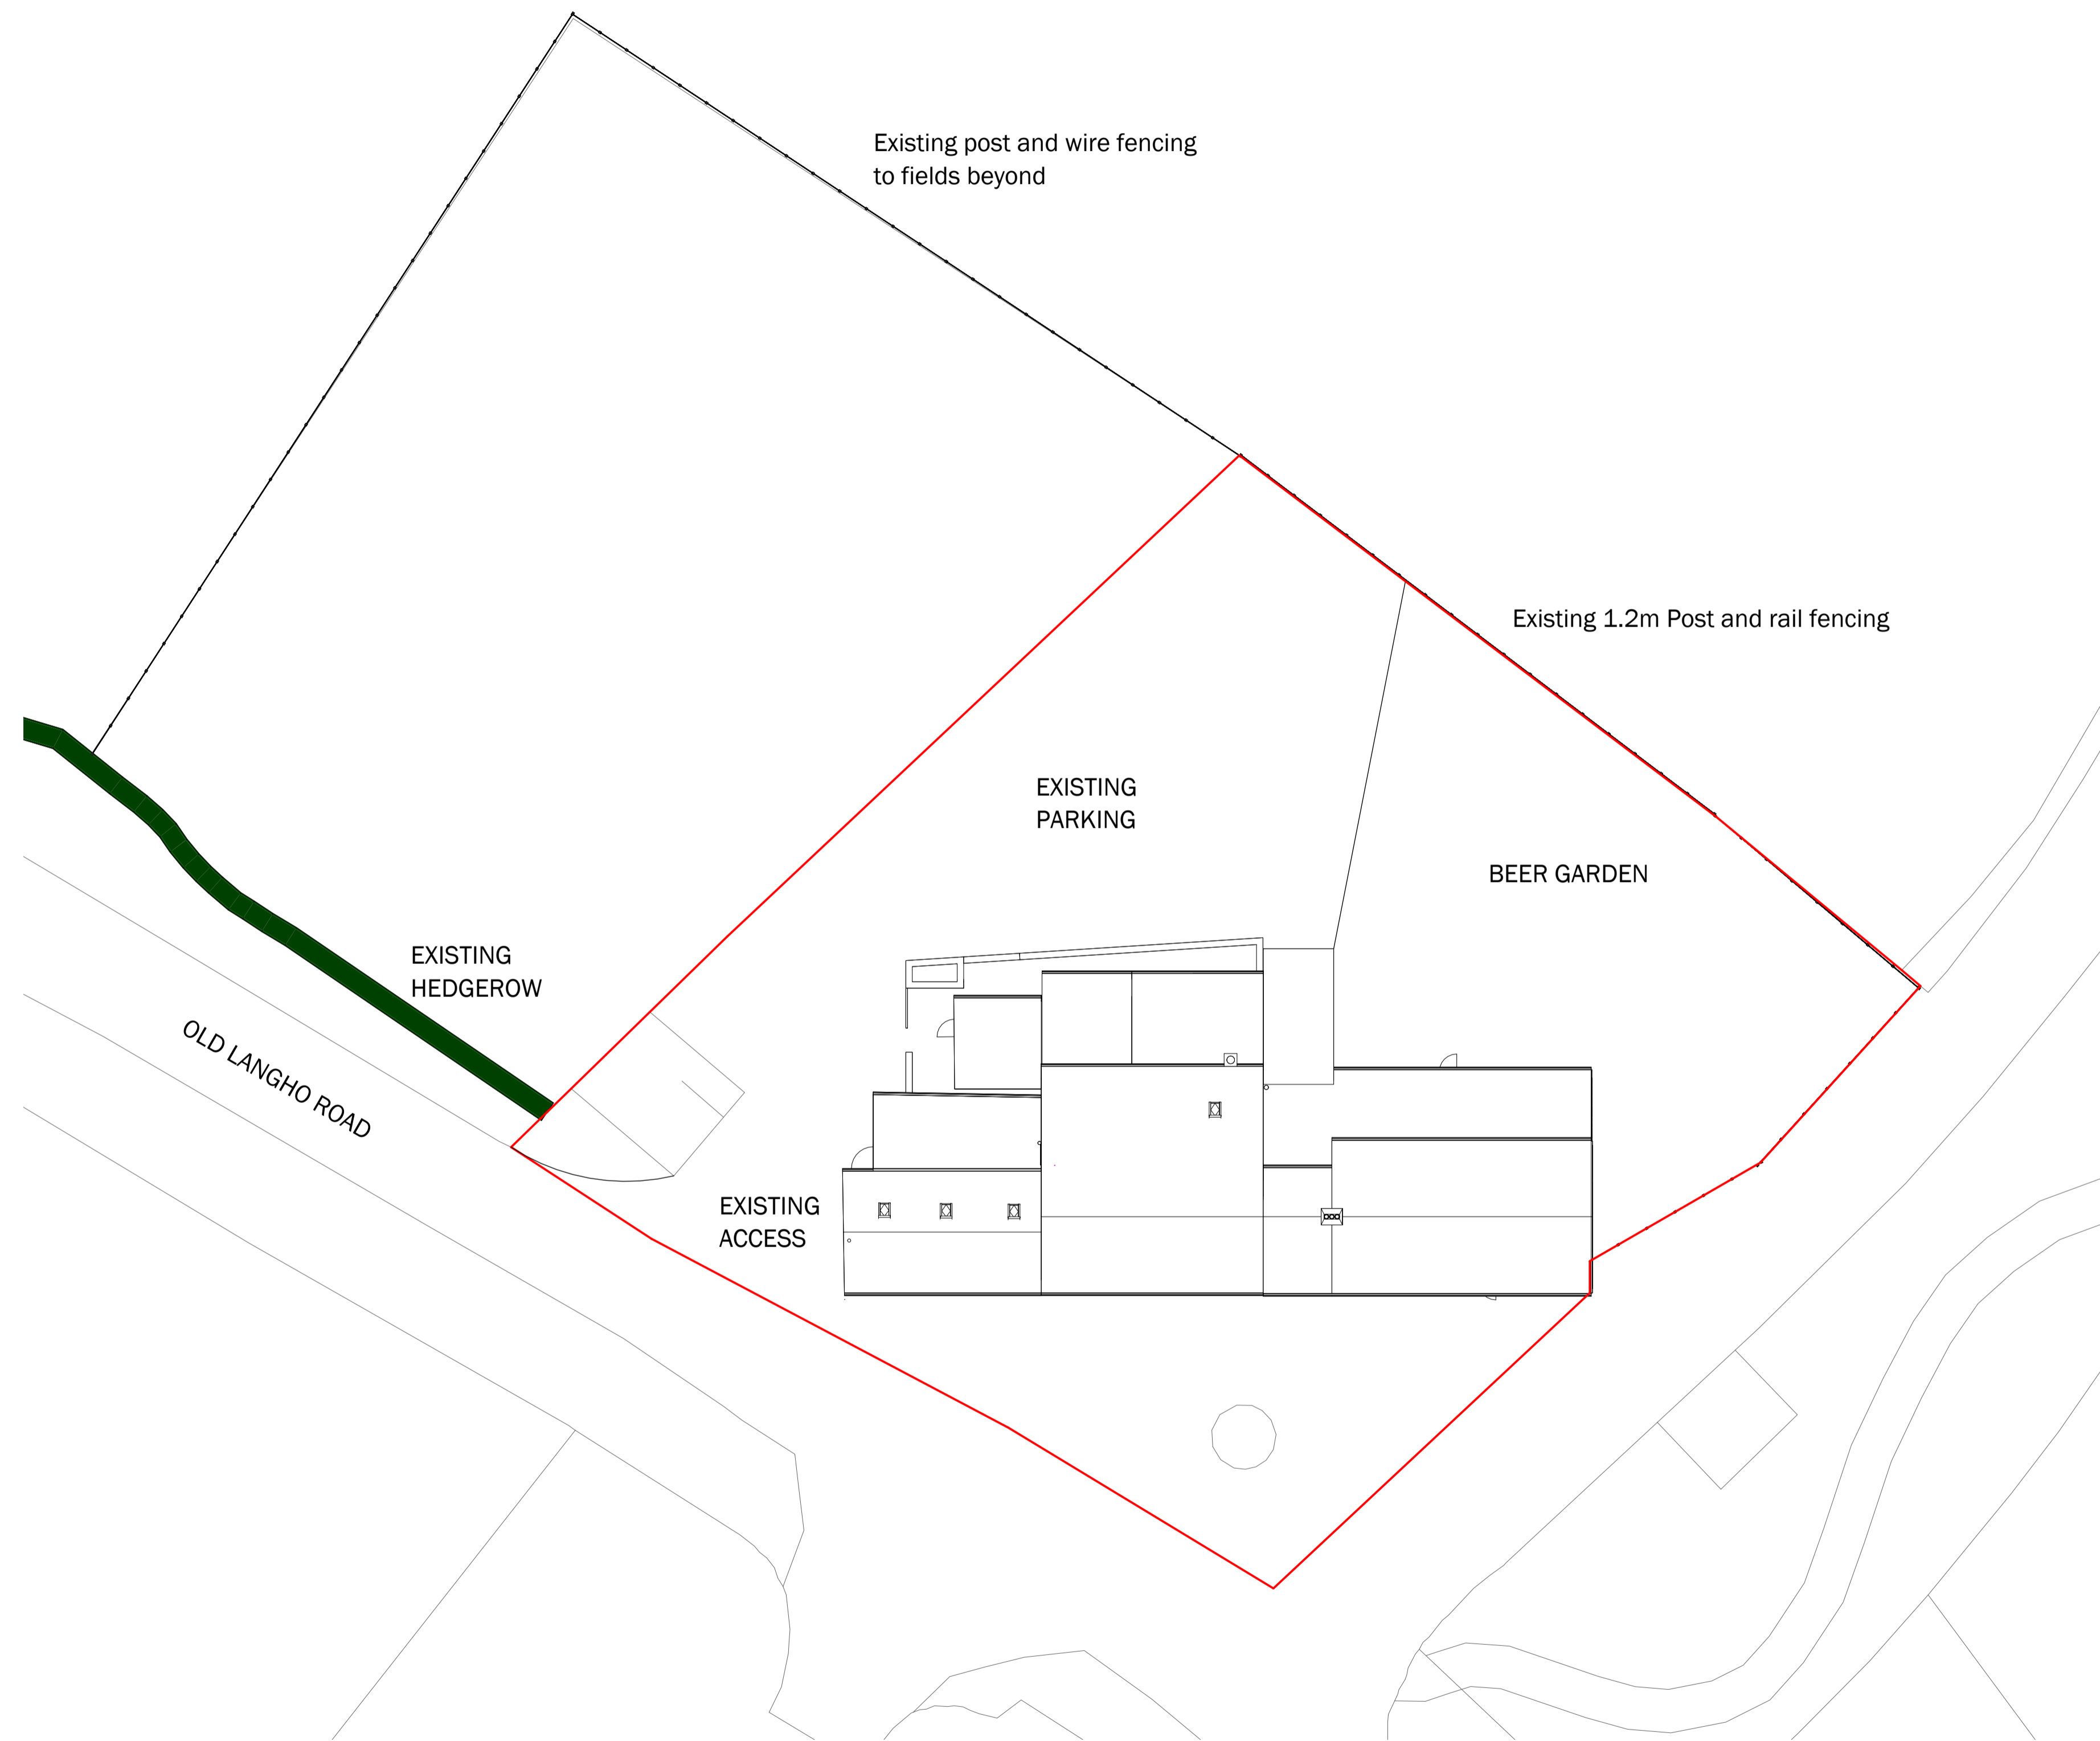 Existing post and wire fencing
to fields beyond
Existing 1.2m Post and rail fencing
EXISTING
PARKING
BEER GARDEN
EXISTING
HEDGEROW
OLD LANGHO ROAD
EXISTING
ACCESS